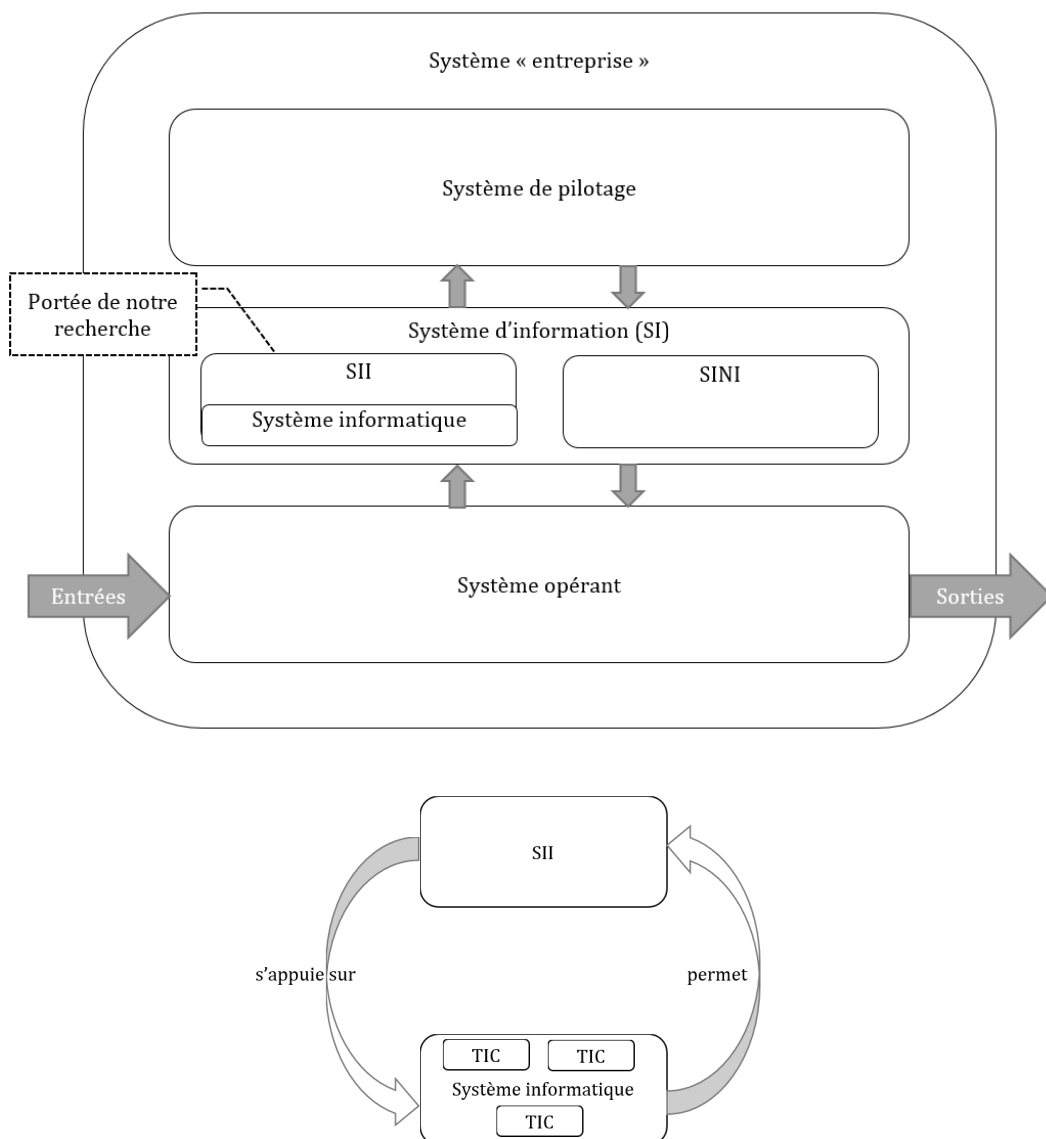 Système « entreprise »
Système de pilotage
Portée de notre
recherche
Système d'information (SI)
SII
SINI
Système informatique
Entrées
Système opérant
Sorties
SII
s'appuie sur
permet
TIC
TIC
Système informatique
TIC